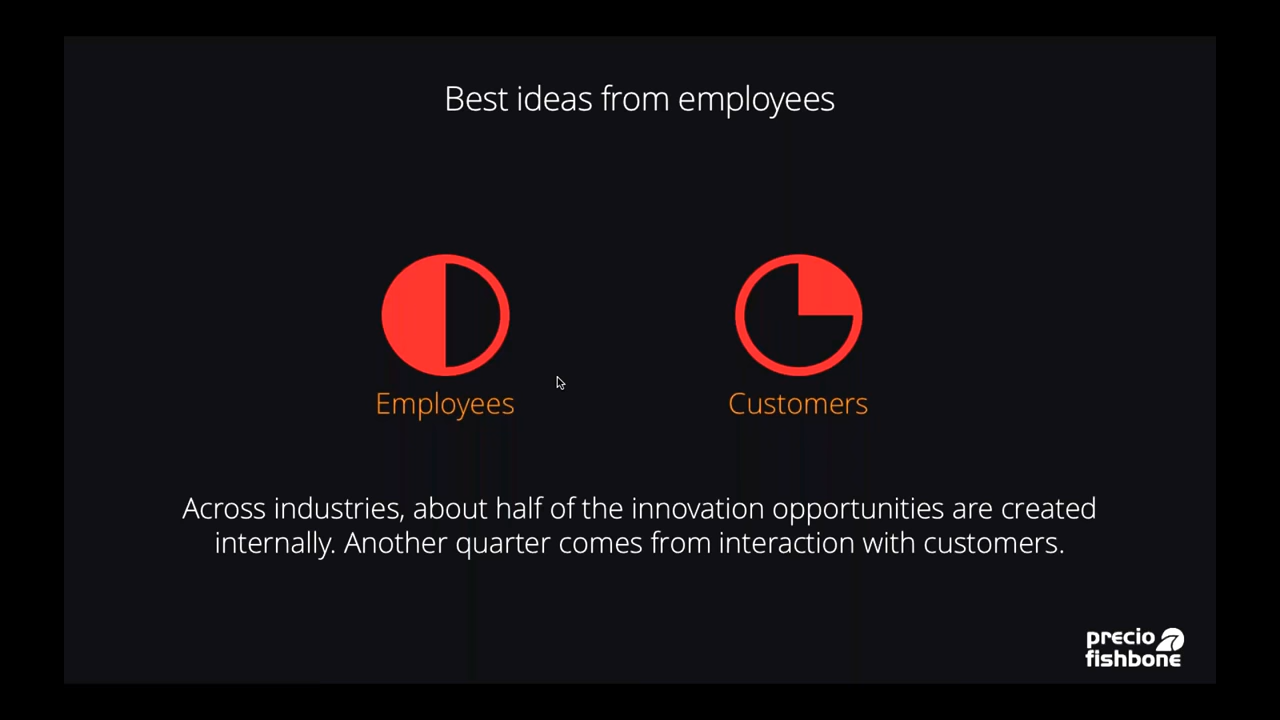 Best ideas from employees
Employees
Customers
Across industries, about half of the innovation opportunities are created
internally. Another quarter comes from interaction with customers.
precio
fishbone